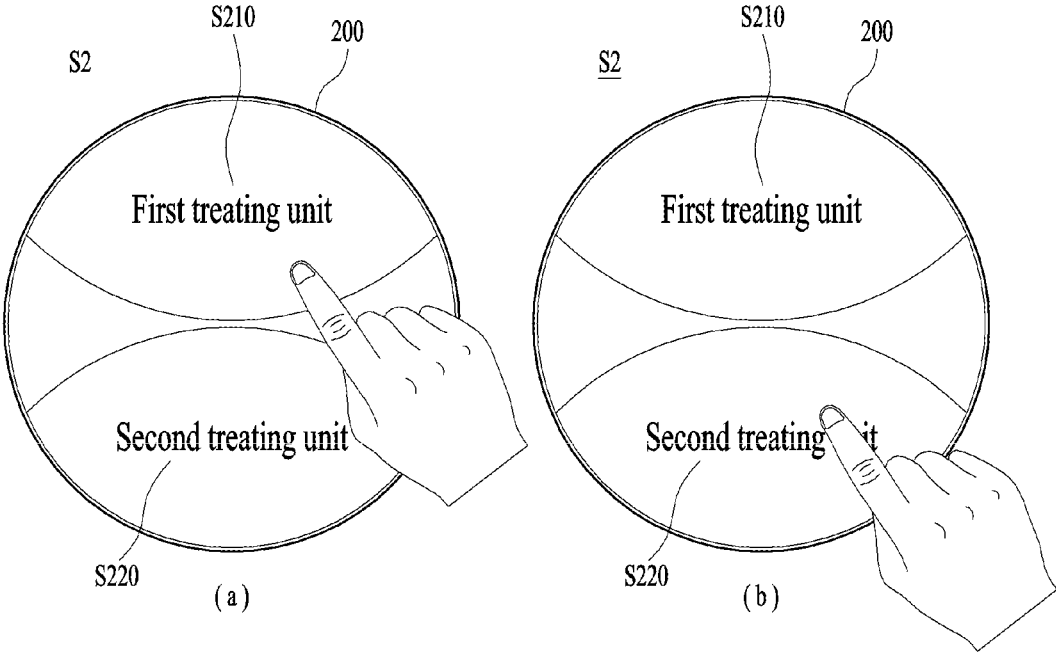 S210
200
S2
First treating unit
Second treating unit
S220
(a)
S210
200
S2
First treating unit
Second treating unit
S220
(b)